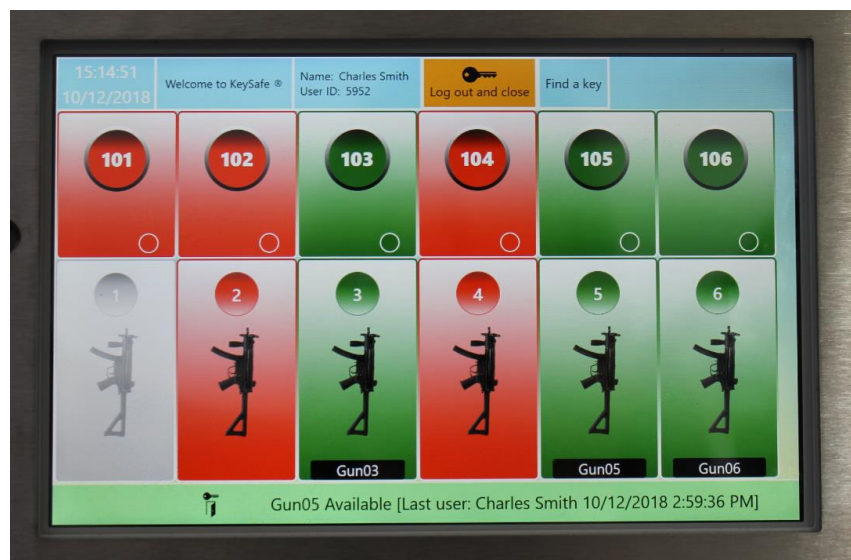 15:14:51
10/12/2018
Welcome to KeySafe ®
Name: Charles Smith
User ID: 5952
Log out and close
Find a key
101 102 103 104 105 106
1 2 3 4 5 6
Gun03 Gun05 Gun06
Gun05 Available [Last user: Charles Smith 10/12/2018 2:59:36 PM]